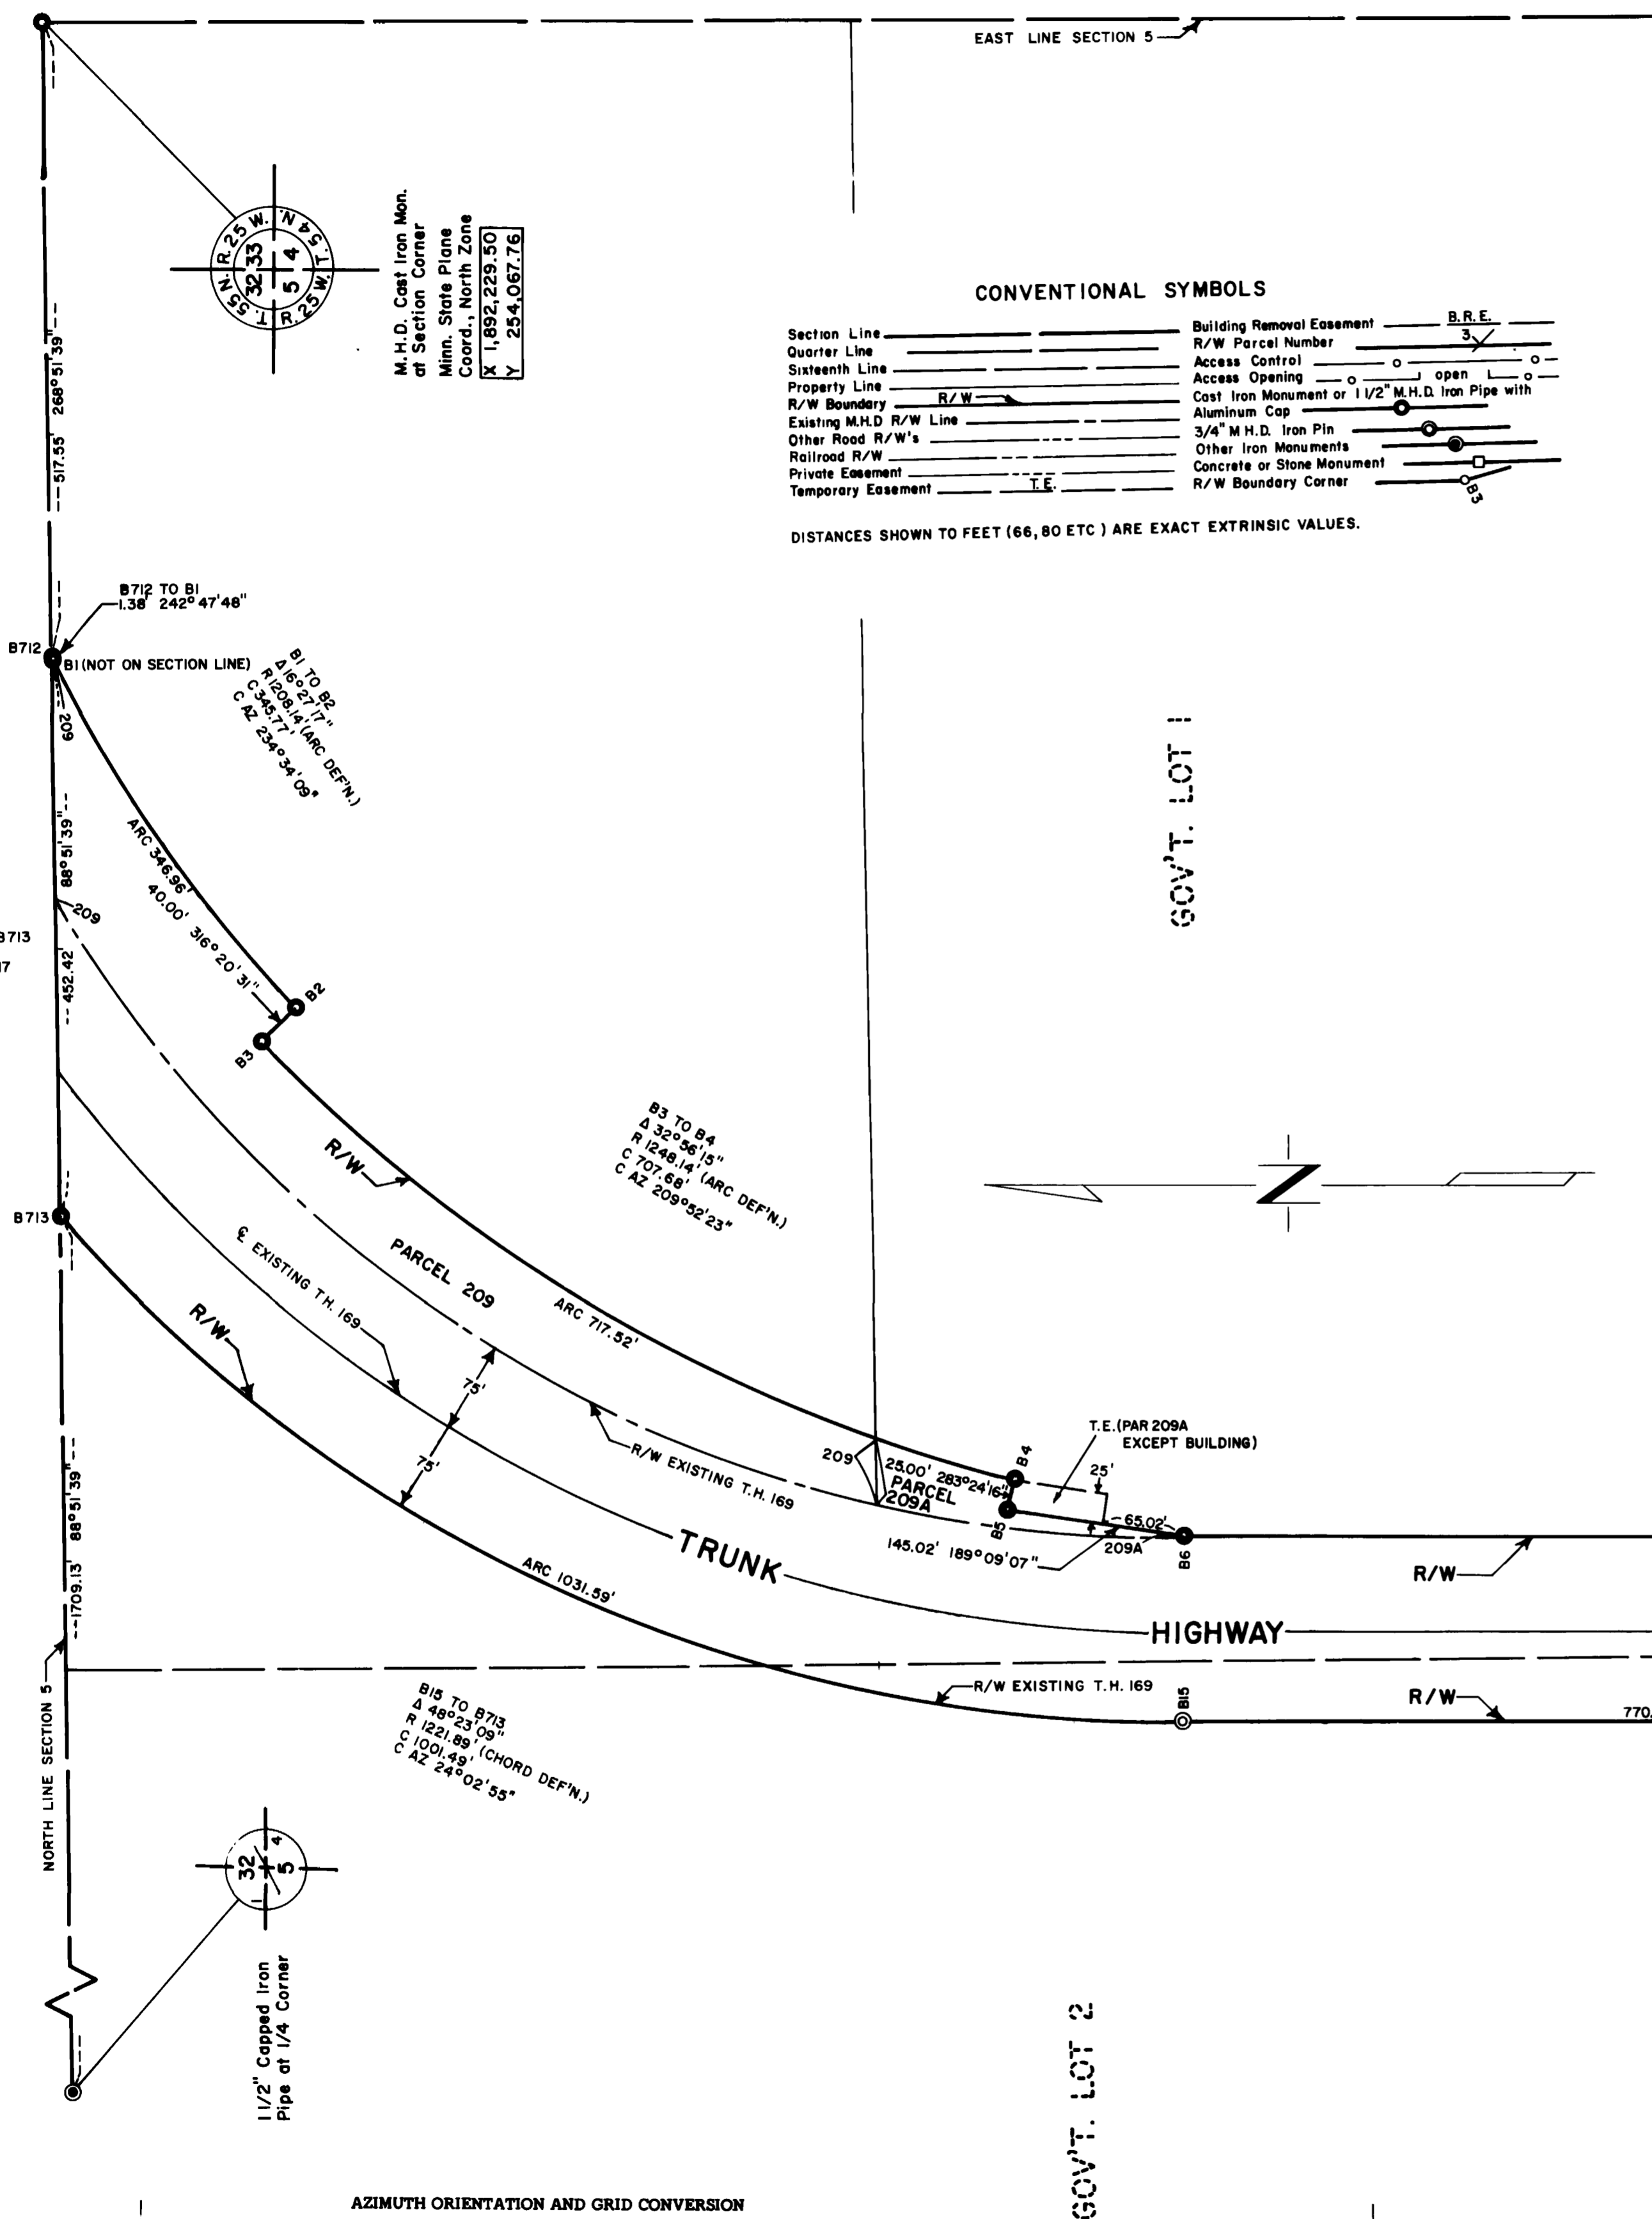 EAST LINE SECTION 5
T. 55 N. R. 25 W.
32 33
5 4
T. 54 N.
R. 25 W.
M.H.D. Cast Iron Mon.
at Section Corner
Minn. State Plane
Coord., North Zone
X 1,892,229.50
Y 254,067.76
CONVENTIONAL SYMBOLS
Section Line
Quarter Line
Sixteenth Line
Property Line
R/W Boundary R/W
Existing M.H.D R/W Line
Other Road R/W's
Railroad R/W
Private Easement
Temporary Easement T.E.
Building Removal Easement B.R.E.
R/W Parcel Number 3
Access Control
Access Opening open
Cast Iron Monument or 1 1/2" M.H.D. Iron Pipe with
Aluminum Cap
3/4" M H.D. Iron Pin
Other Iron Monuments
Concrete or Stone Monument
R/W Boundary Corner B3
DISTANCES SHOWN TO FEET (66, 80 ETC ) ARE EXACT EXTRINSIC VALUES.
517.55' 268°51'39"
B712 TO B1
1.38' 242°47'48"
B712
B1 (NOT ON SECTION LINE)
209
B1 TO B2
Δ 16°27'17"
R 1208.14' (ARC DEF'N.)
C 345.77'
C AZ 234°34'09"
88°51'39"
ARC 346.96'
40.00' 316°20'31"
209
B713
17
452.42'
B2
B3
GOV'T. LOT 1
B3 TO B4
Δ 32°56'15"
R 1248.14' (ARC DEF'N.)
C 707.68'
C AZ 209°52'23"
N
R/W
B713
℄ EXISTING T.H. 169
PARCEL 209
R/W
ARC 717.52'
75'
75'
R/W EXISTING T.H. 169
209
25.00' 283°24'16"
PARCEL
209A
B4
B5
T.E. (PAR 209A
EXCEPT BUILDING)
25'
65.02'
209A
B6
145.02' 189°09'07"
R/W
TRUNK
HIGHWAY
ARC 1031.59'
1709.13' 88°51'39"
NORTH LINE SECTION 5
R/W EXISTING T.H. 169
B15
R/W
770.
B15 TO B713
Δ 48°23'09"
R 1221.89' (CHORD DEF'N.)
C 1001.49'
C AZ 24°02'55"
32 4
1 5
1 1/2" Capped Iron
Pipe at 1/4 Corner
GOV'T. LOT 2
AZIMUTH ORIENTATION AND GRID CONVERSION